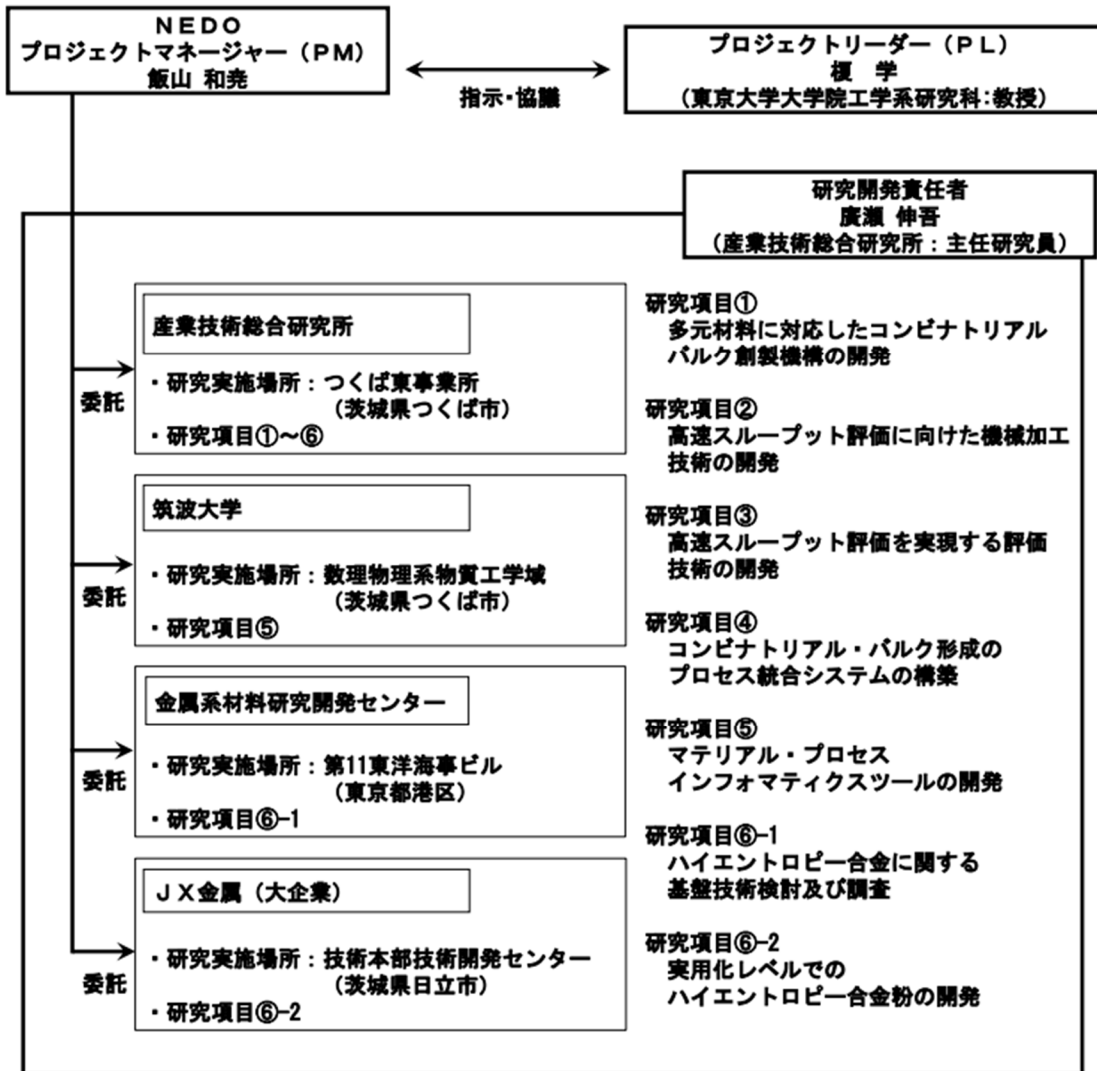 NEDO
プロジェクトマネージャー（PM）
飯山 和尭
プロジェクトリーダー（PL）
榎 学
（東京大学大学院工学系研究科：教授）
指示・協議
研究開発責任者
廣瀬 伸吾
（産業技術総合研究所：主任研究員）
委託
産業技術総合研究所
・研究実施場所：つくば東事業所
（茨城県つくば市）
・研究項目①～⑥
委託
筑波大学
・研究実施場所：数理物理系物質工学域
（茨城県つくば市）
・研究項目⑤
委託
金属系材料研究開発センター
・研究実施場所：第11東洋海事ビル
（東京都港区）
・研究項目⑥-1
委託
JX金属（大企業）
・研究実施場所：技術本部技術開発センター
（茨城県日立市）
・研究項目⑥-2
研究項目①
多元材料に対応したコンビナトリアル
バルク創製機構の開発
研究項目②
高速スループット評価に向けた機械加工
技術の開発
研究項目③
高速スループット評価を実現する評価
技術の開発
研究項目④
コンビナトリアル・バルク形成の
プロセス統合システムの構築
研究項目⑤
マテリアル・プロセス
インフォマティクスツールの開発
研究項目⑥-1
ハイエントロピー合金に関する
基盤技術検討及び調査
研究項目⑥-2
実用化レベルでの
ハイエントロピー合金粉の開発